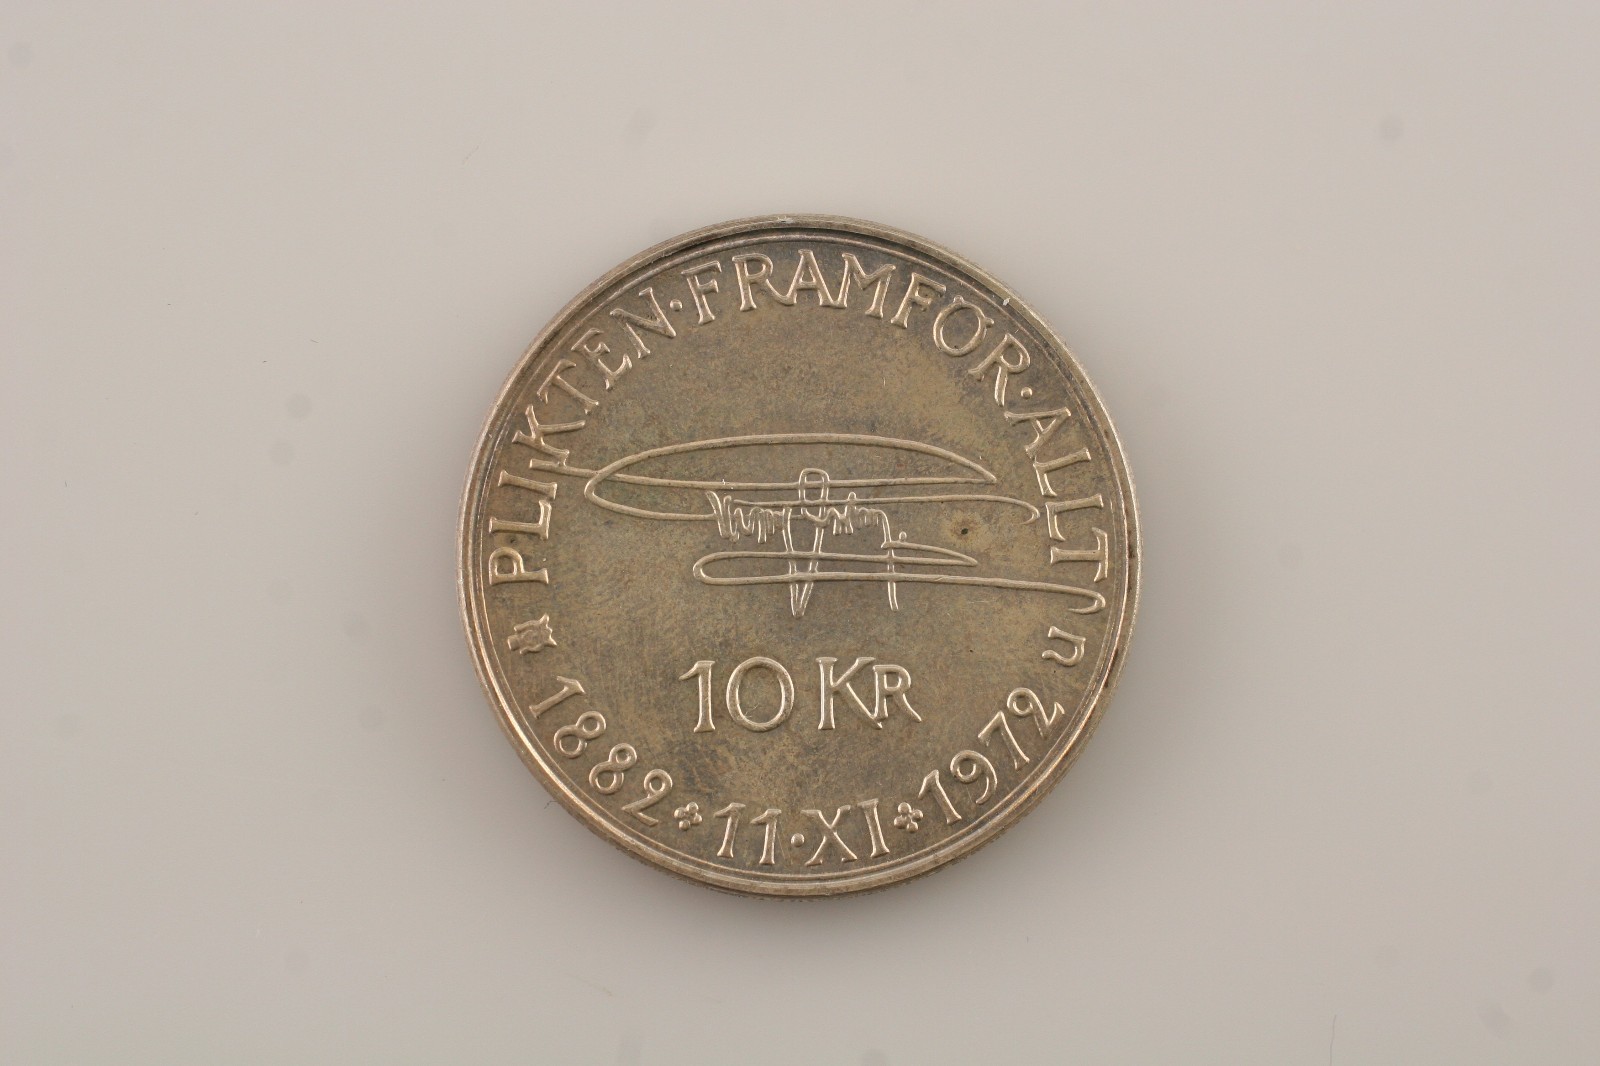 PLIKTEN·FRAMFÖR·ALLT
10 KR
1882 11·XI 1972